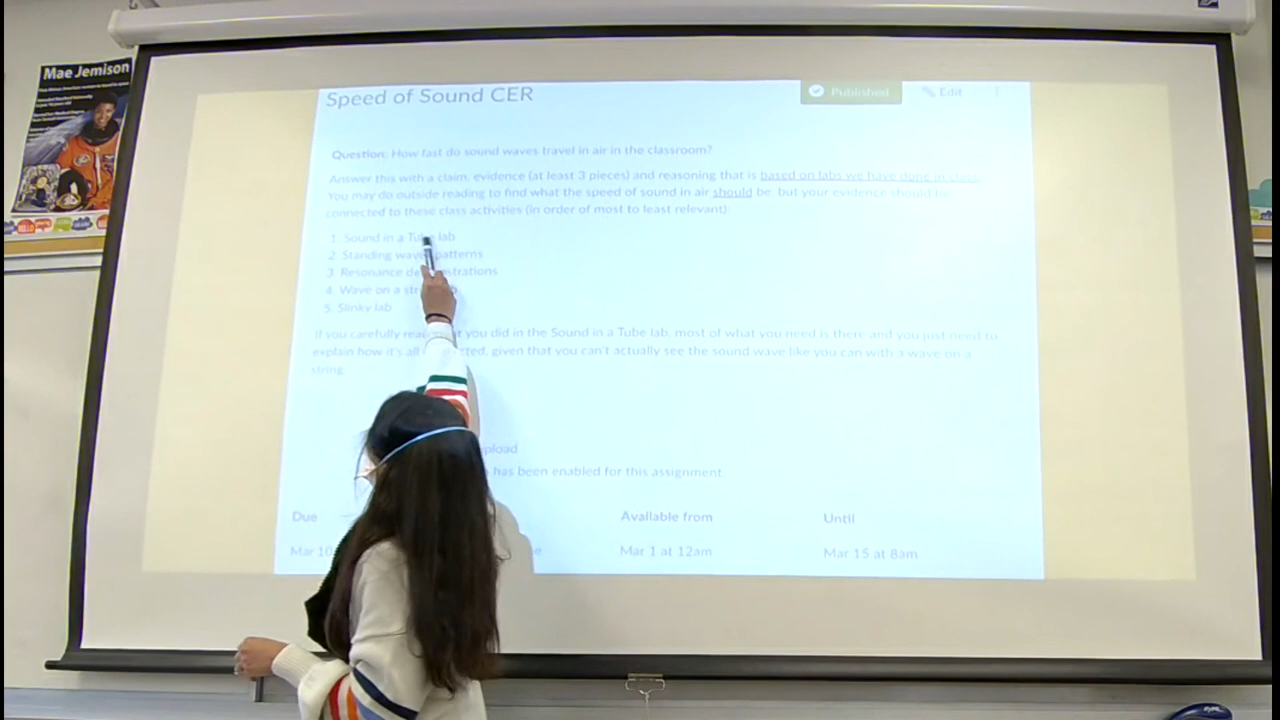 Mae Jemison
Speed of Sound CER
Published
Edit
Question: How fast do sound waves travel in air in the classroom?
Answer this with a claim, evidence (at least 3 pieces) and reasoning that is based on labs we have done in class.
You may do outside reading to find what the speed of sound in air should be, but your evidence should be
connected to these class activities (in order of most to least relevant)
1. Sound in a Tube lab
2. Standing wave patterns
3. Resonance de strations
4. Wave on a str
5. Slinky lab
If you carefully rea t you did in the Sound in a Tube lab, most of what you need is there and you just need to
explain how it's all cted, given that you can't actually see the sound wave like you can with a wave on a
string.
pload
has been enabled for this assignment.
Due
Available from
Until
Mar 10
Mar 1 at 12am
Mar 15 at 8am